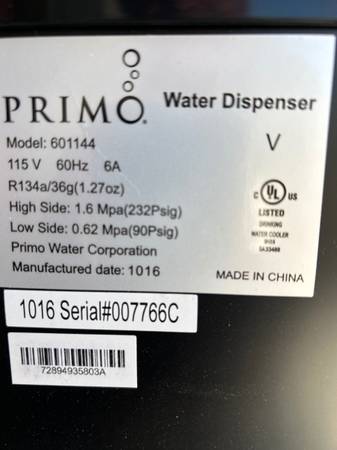 PRIMO
Water Dispenser
Model: 601144
V
115 V 60Hz 6A
R134a/36g(1.27oz)
High Side: 1.6 Mpa(232Psig)
Low Side: 0.62 Mpa(90Psig)
Primo Water Corporation
Manufactured date: 1016
C UL US
LISTED
DRINKING
WATER COOLER
SA33488
MADE IN CHINA
1016 Serial#007766C
72894935803A